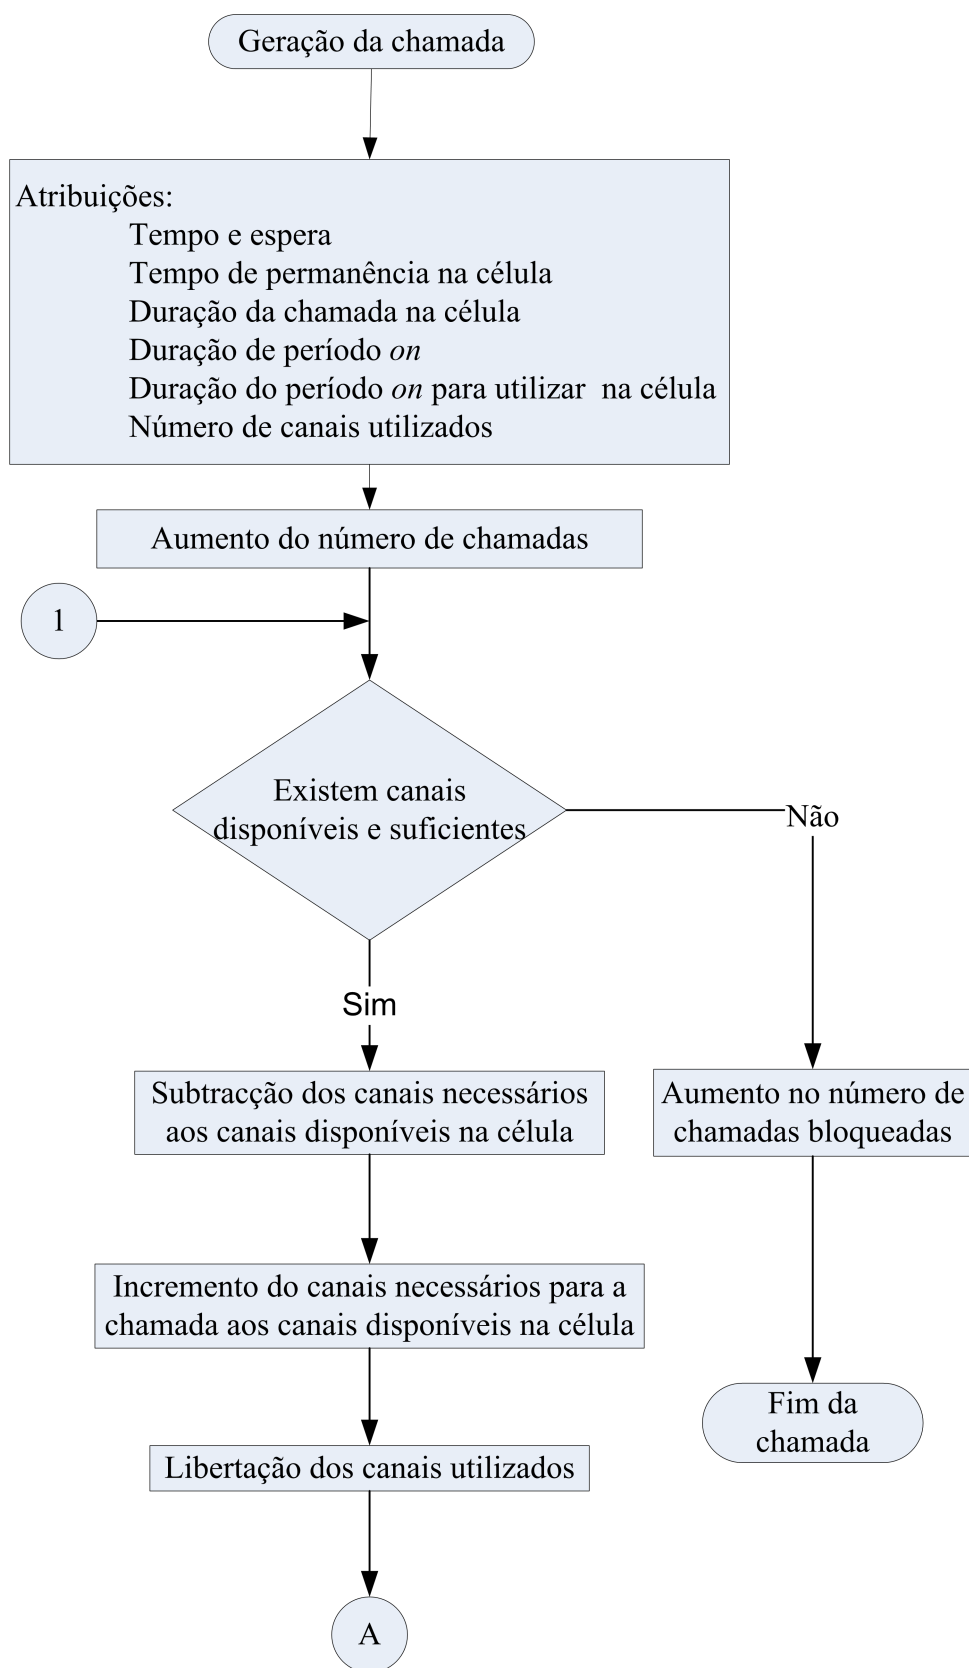 Geração da chamada
Atribuições:
Tempo e espera
Tempo de permanência na célula
Duração da chamada na célula
Duração de período on
Duração do período on para utilizar na célula
Número de canais utilizados
Aumento do número de chamadas
1
Existem canais
disponíveis e suficientes
Não
Sim
Subtracção dos canais necessários
aos canais disponíveis na célula
Aumento no número de
chamadas bloqueadas
Incremento do canais necessários para a
chamada aos canais disponíveis na célula
Fim da
chamada
Libertação dos canais utilizados
A